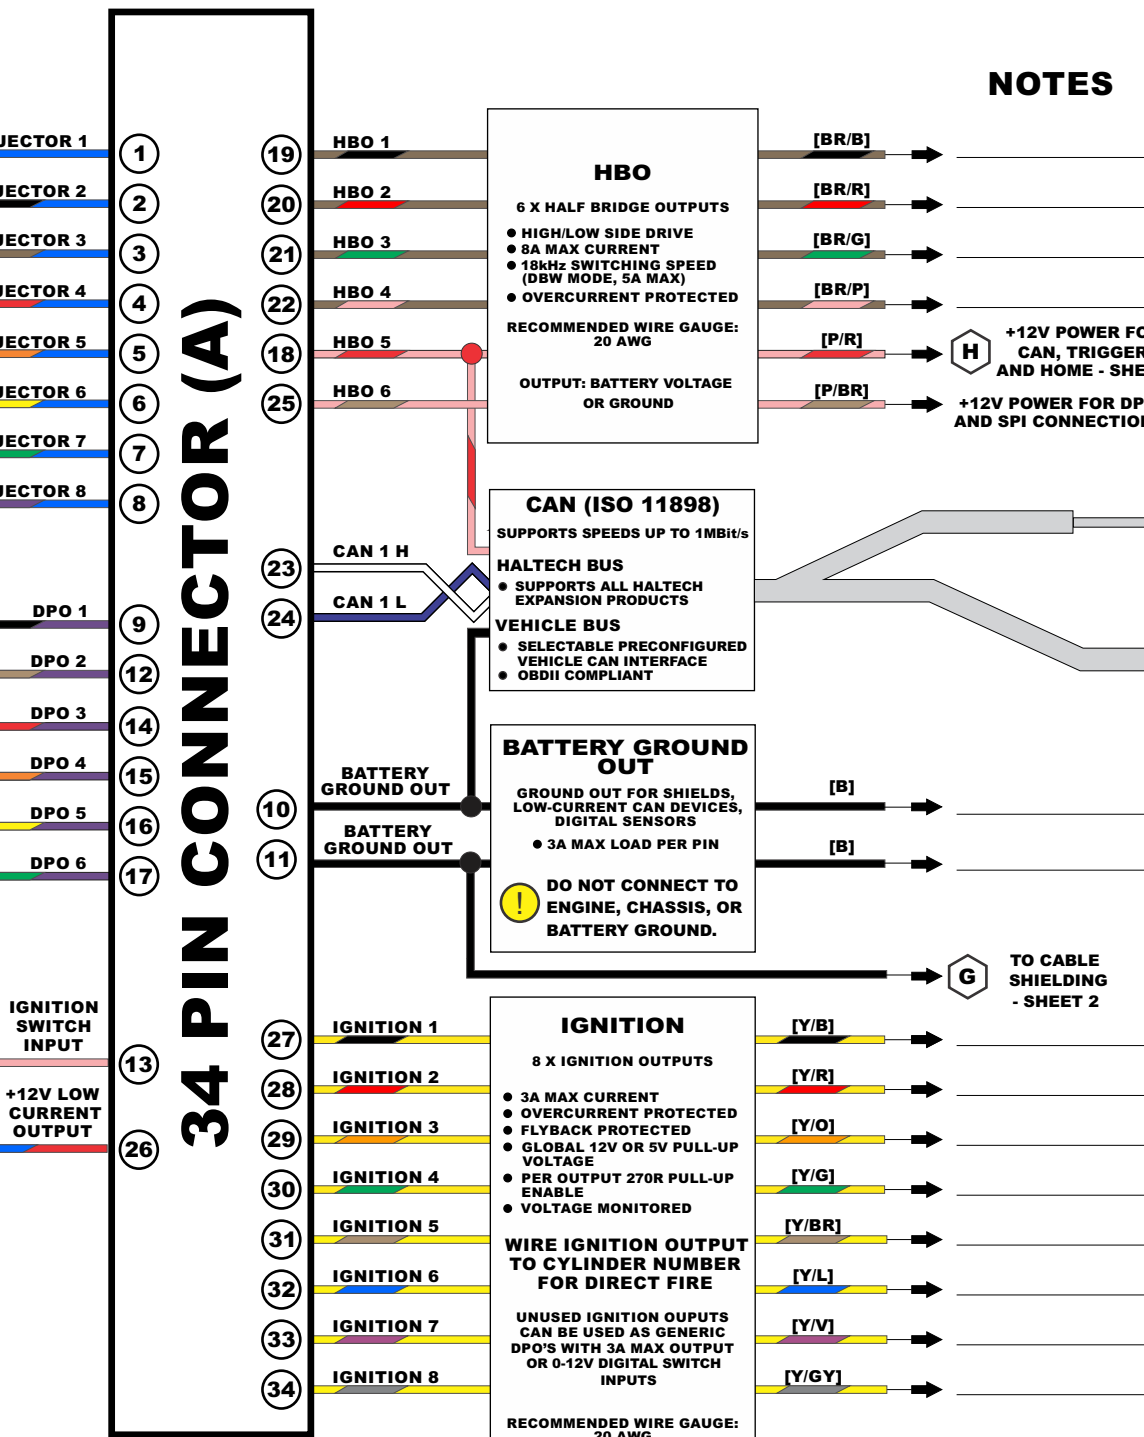 NOTES
34 PIN CONNECTOR (A)
JECTOR 1
1
JECTOR 2
2
JECTOR 3
3
JECTOR 4
4
JECTOR 5
5
JECTOR 6
6
JECTOR 7
7
JECTOR 8
8
DPO 1
9
DPO 2
12
DPO 3
14
DPO 4
15
DPO 5
16
DPO 6
17
IGNITION
SWITCH
INPUT
13
+12V LOW
CURRENT
OUTPUT
26
19
HBO 1
20
HBO 2
21
HBO 3
22
HBO 4
18
HBO 5
25
HBO 6
HBO
6 X HALF BRIDGE OUTPUTS
● HIGH/LOW SIDE DRIVE
● 8A MAX CURRENT
● 18kHz SWITCHING SPEED
(DBW MODE, 5A MAX)
● OVERCURRENT PROTECTED
RECOMMENDED WIRE GAUGE:
20 AWG
OUTPUT: BATTERY VOLTAGE
OR GROUND
[BR/B]
[BR/R]
[BR/G]
[BR/P]
[P/R]
H
+12V POWER FO
CAN, TRIGGER
AND HOME - SHE
[P/BR]
+12V POWER FOR DP
AND SPI CONNECTION
23
CAN 1 H
24
CAN 1 L
CAN (ISO 11898)
SUPPORTS SPEEDS UP TO 1MBit/s
HALTECH BUS
● SUPPORTS ALL HALTECH
EXPANSION PRODUCTS
VEHICLE BUS
● SELECTABLE PRECONFIGURED
VEHICLE CAN INTERFACE
● OBDII COMPLIANT
10
BATTERY
GROUND OUT
11
BATTERY
GROUND OUT
BATTERY GROUND
OUT
GROUND OUT FOR SHIELDS,
LOW-CURRENT CAN DEVICES,
DIGITAL SENSORS
● 3A MAX LOAD PER PIN
!
DO NOT CONNECT TO
ENGINE, CHASSIS, OR
BATTERY GROUND.
[B]
[B]
G
TO CABLE
SHIELDING
- SHEET 2
27
IGNITION 1
28
IGNITION 2
29
IGNITION 3
30
IGNITION 4
31
IGNITION 5
32
IGNITION 6
33
IGNITION 7
34
IGNITION 8
IGNITION
8 X IGNITION OUTPUTS
● 3A MAX CURRENT
● OVERCURRENT PROTECTED
● FLYBACK PROTECTED
● GLOBAL 12V OR 5V PULL-UP
VOLTAGE
● PER OUTPUT 270R PULL-UP
ENABLE
● VOLTAGE MONITORED
WIRE IGNITION OUTPUT
TO CYLINDER NUMBER
FOR DIRECT FIRE
UNUSED IGNITION OUPUTS
CAN BE USED AS GENERIC
DPO'S WITH 3A MAX OUTPUT
OR 0-12V DIGITAL SWITCH
INPUTS
RECOMMENDED WIRE GAUGE:
20 AWG
[Y/B]
[Y/R]
[Y/O]
[Y/G]
[Y/BR]
[Y/L]
[Y/V]
[Y/GY]